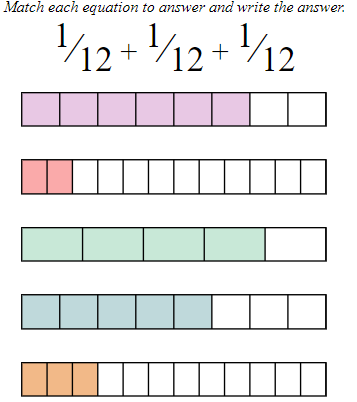 Match each equation to answer and write the answer.
1/12 + 1/12 + 1/12